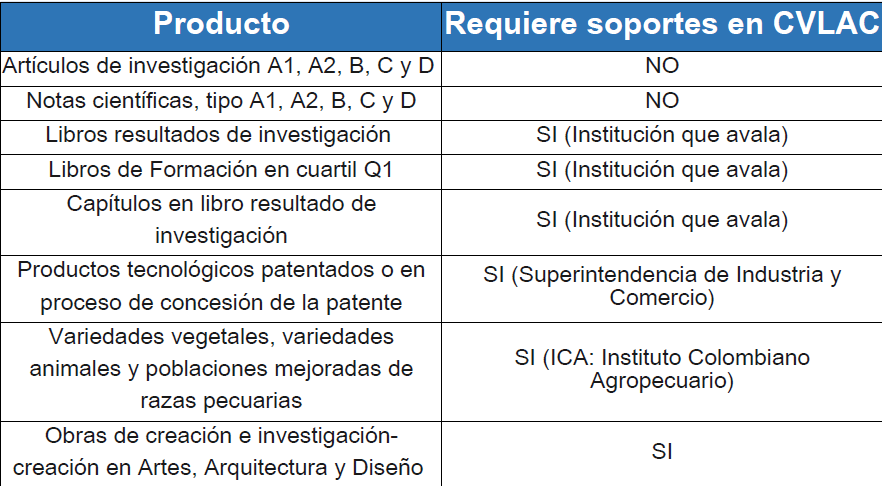 Producto
Requiere soportes en CVLAC
Artículos de investigación A1, A2, B, C y D
NO
Notas científicas, tipo A1, A2, B, C y D
NO
Libros resultados de investigación
SI (Institución que avala)
Libros de Formación en cuartil Q1
SI (Institución que avala)
Capítulos en libro resultado de
investigación
SI (Institución que avala)
Productos tecnológicos patentados o en
proceso de concesión de la patente
SI (Superintendencia de Industria y
Comercio)
Variedades vegetales, variedades
animales y poblaciones mejoradas de
razas pecuarias
SI (ICA: Instituto Colombiano
Agropecuario)
Obras de creación e investigación-
creación en Artes, Arquitectura y Diseño
SI